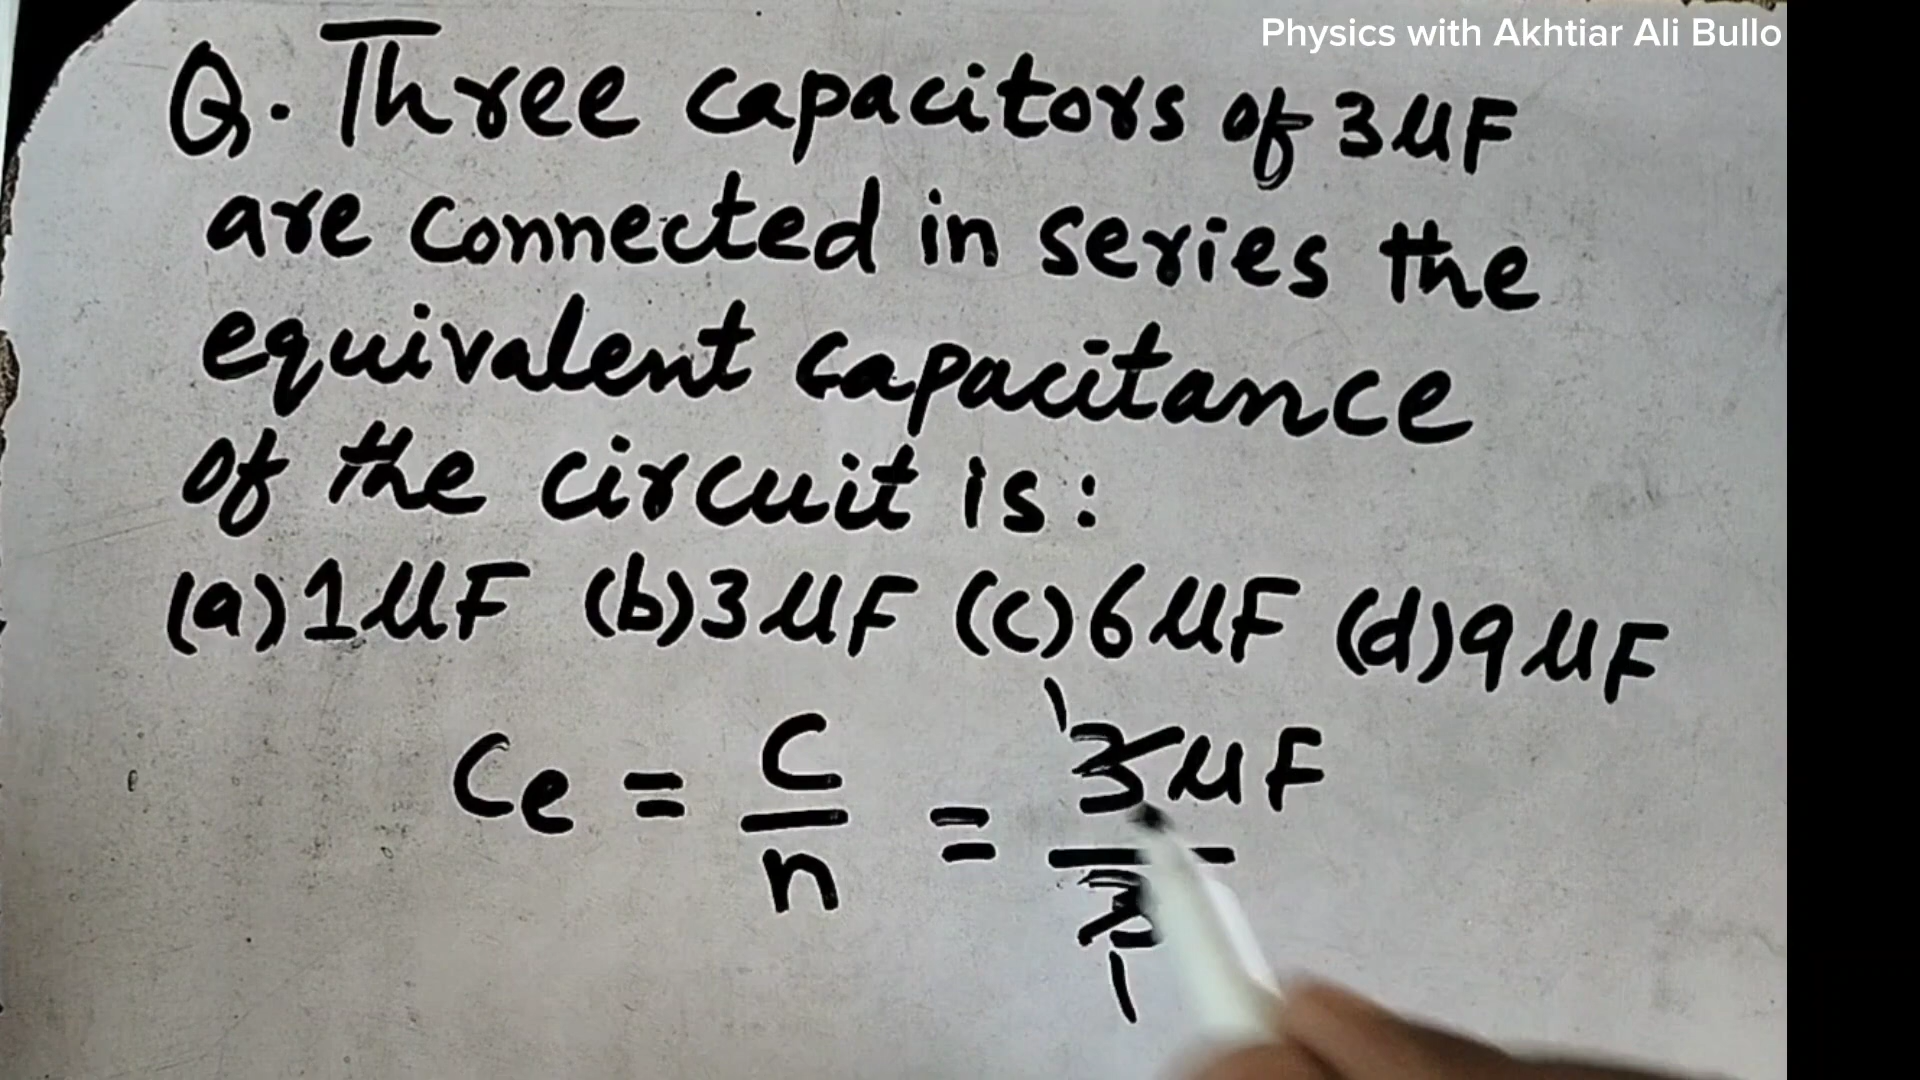 Physics with Akhtiar Ali Bullo
Q. Three capacitors of 3μF
are connected in series the
equivalent capacitance
of the circuit is:
(a) 1μF (b) 3μF (c) 6μF (d) 9μF
Ce = C/n = 3μF/3
1
1